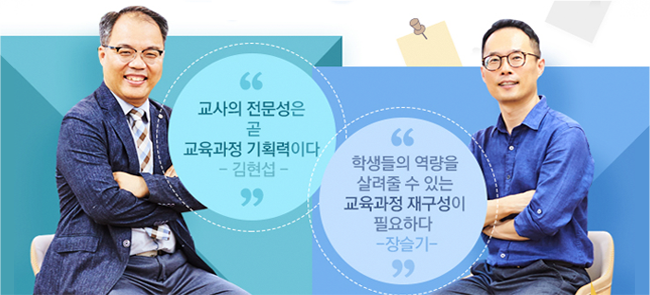 “
교사의 전문성은
곧
교육과정 기획력이다
– 김현섭 –
”
“
학생들의 역량을
살려줄 수 있는
교육과정 재구성이
필요하다
–장슬기–
”